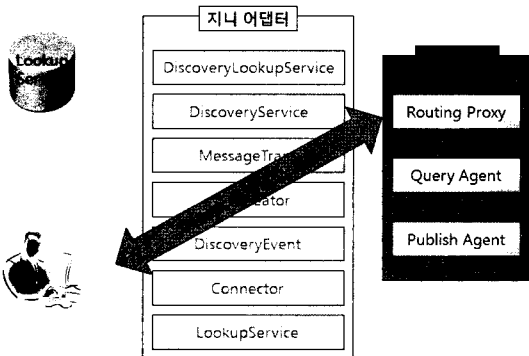 지니 어댑터
Lookup
DiscoveryLookupService
DiscoveryService
Routing Proxy
Query Agent
DiscoveryEvent
Publish Agent
Connector
LookupService